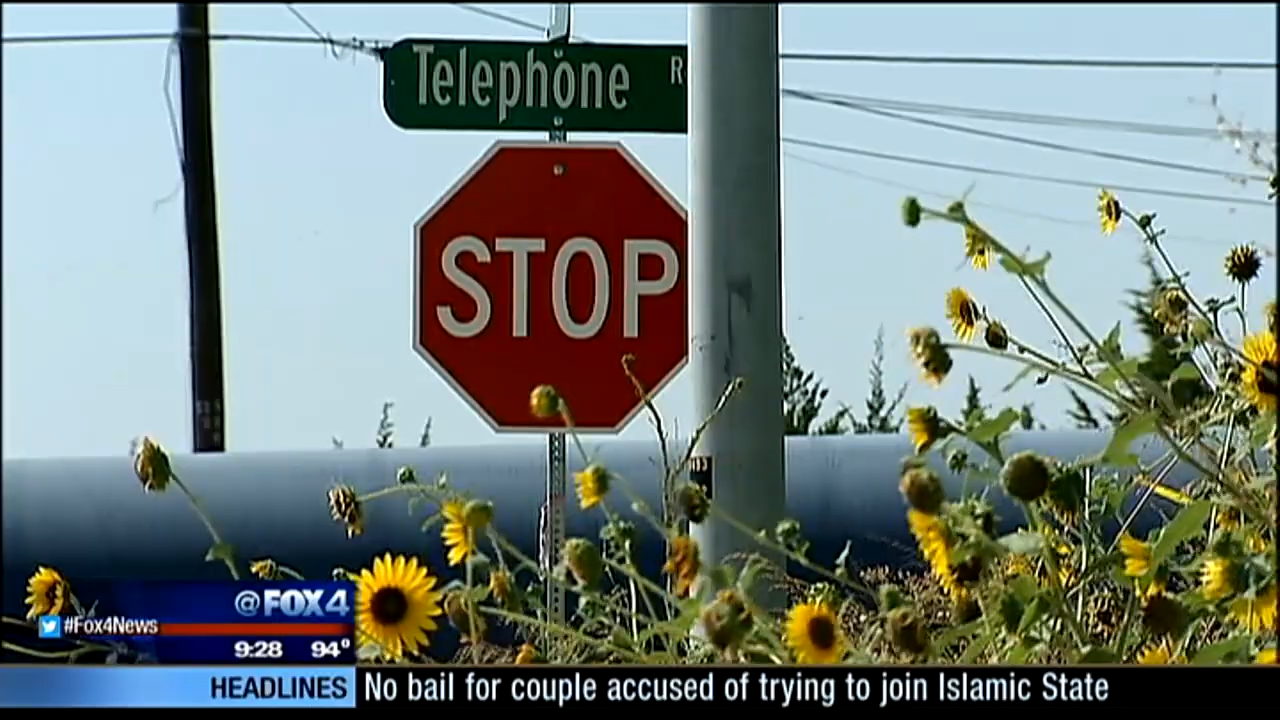 Telephone R
STOP
@FOX4
#Fox4News
9:28 94°
HEADLINES No bail for couple accused of trying to join Islamic State